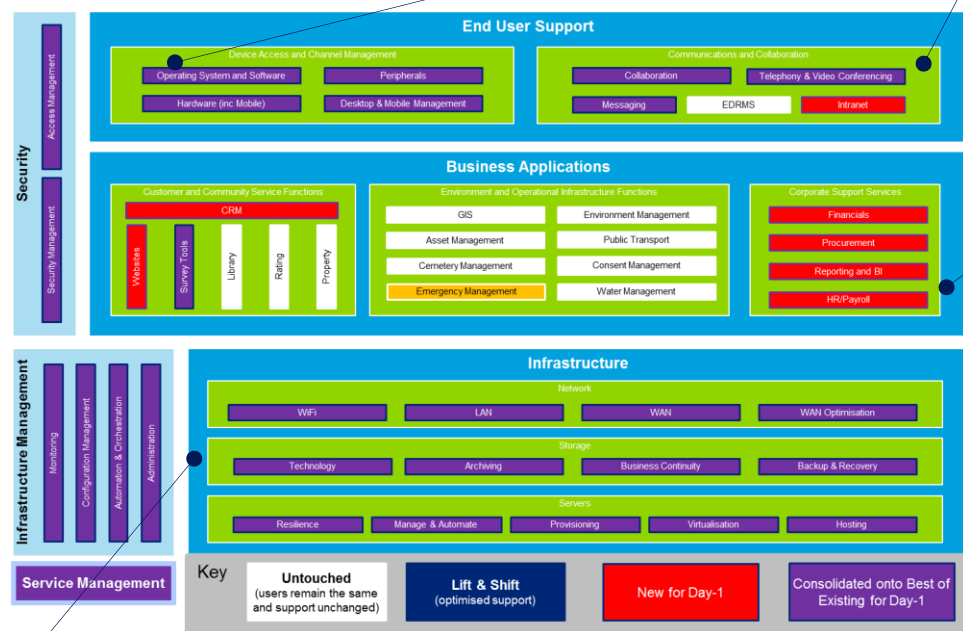 End User Support
Device Access and Channel Management
Operating System and Software
Peripherals
Hardware (inc Mobile)
Desktop & Mobile Management
Communications and Collaboration
Collaboration
Telephony & Video Conferencing
Messaging
EDRMS
Intranet
Security
Access Management
Security Management
Business Applications
Customer and Community Service Functions
CRM
Websites
Survey Tools
Library
Rating
Property
Environment and Operational Infrastructure Functions
GIS
Environment Management
Asset Management
Public Transport
Cemetery Management
Consent Management
Emergency Management
Water Management
Corporate Support Services
Financials
Procurement
Reporting and BI
HR/Payroll
Infrastructure Management
Monitoring
Configuration Management
Automation & Orchestration
Administration
Infrastructure
Network
WiFi
LAN
WAN
WAN Optimisation
Storage
Technology
Archiving
Business Continuity
Backup & Recovery
Servers
Resilience
Manage & Automate
Provisioning
Virtualisation
Hosting
Service Management
Key
Untouched
(users remain the same
and support unchanged)
Lift & Shift
(optimised support)
New for Day-1
Consolidated onto Best of
Existing for Day-1